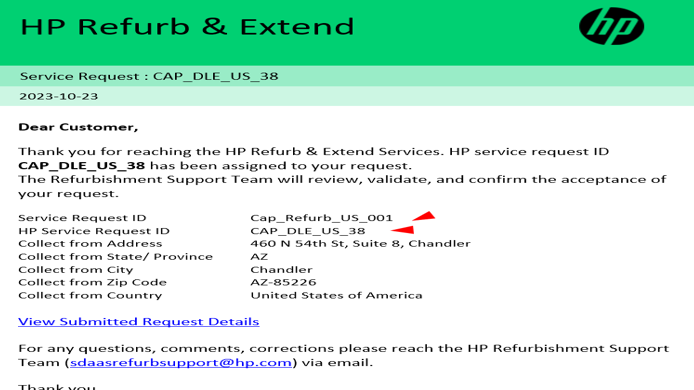 HP Refurb & Extend
hp
Service Request : CAP_DLE_US_38
2023-10-23
Dear Customer,
Thank you for reaching the HP Refurb & Extend Services. HP service request ID
CAP_DLE_US_38 has been assigned to your request.
The Refurbishment Support Team will review, validate, and confirm the acceptance of
your request.
Service Request ID Cap_Refurb_US_001
HP Service Request ID CAP_DLE_US_38
Collect from Address 460 N 54th St, Suite 8, Chandler
Collect from State/ Province AZ
Collect from City Chandler
Collect from Zip Code AZ-85226
Collect from Country United States of America
View Submitted Request Details
For any questions, comments, corrections please reach the HP Refurbishment Support
Team (sdaasrefurbsupport@hp.com) via email.
Thank you